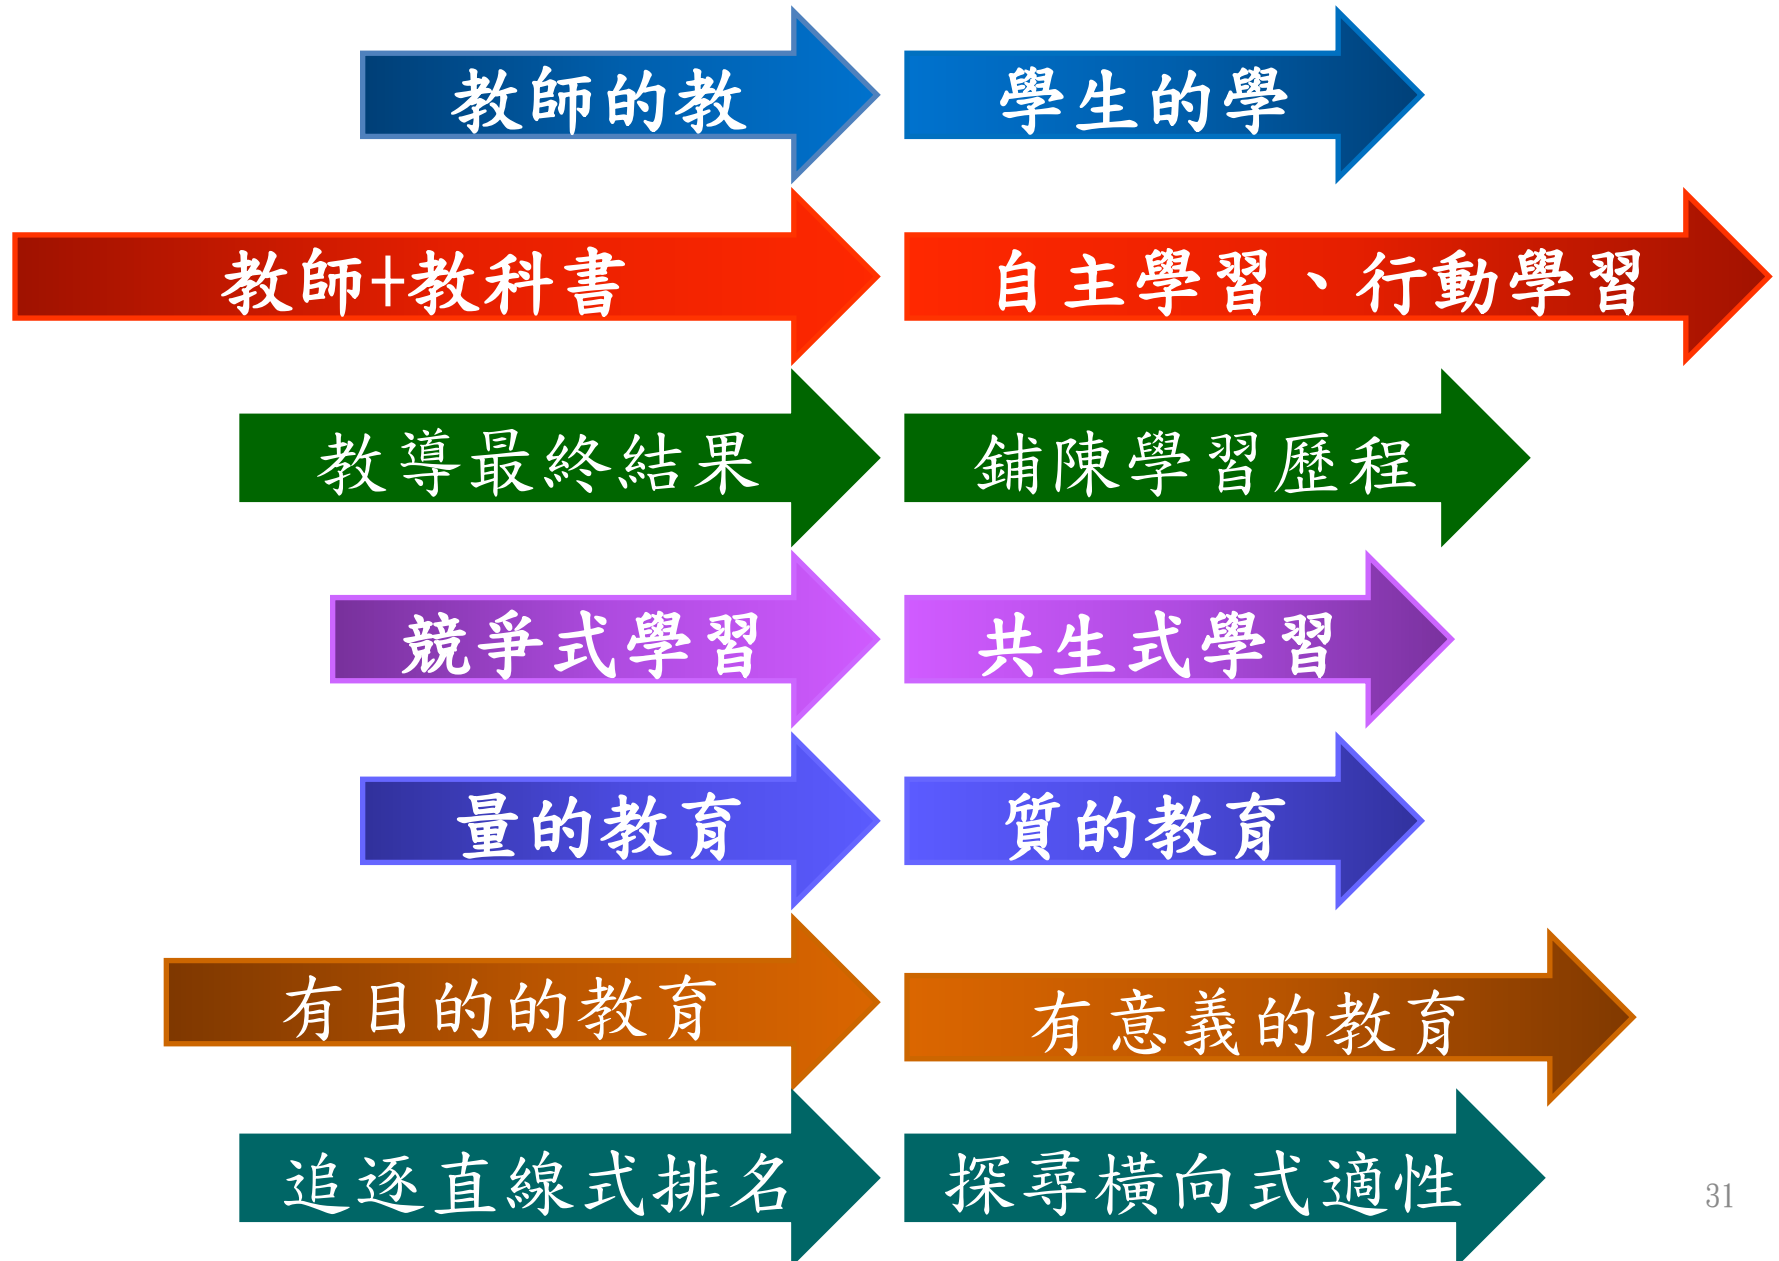 教師的教
學生的學
教師+教科書
自主學習、行動學習
教導最終結果
鋪陳學習歷程
競爭式學習
共生式學習
量的教育
質的教育
有目的的教育
有意義的教育
追逐直線式排名
探尋橫向式適性
31